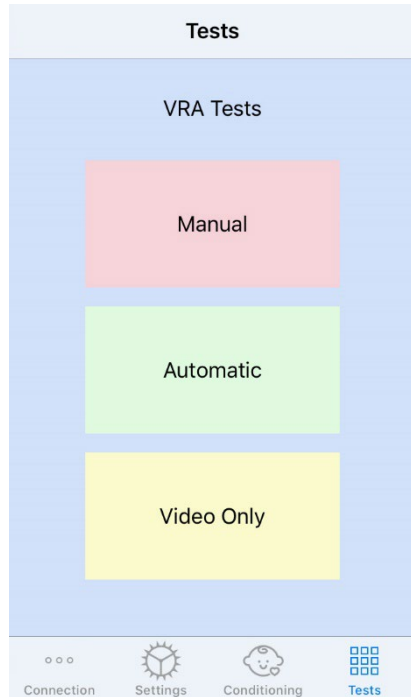 Tests
VRA Tests
Manual
Automatic
Video Only
Connection Settings Conditioning Tests